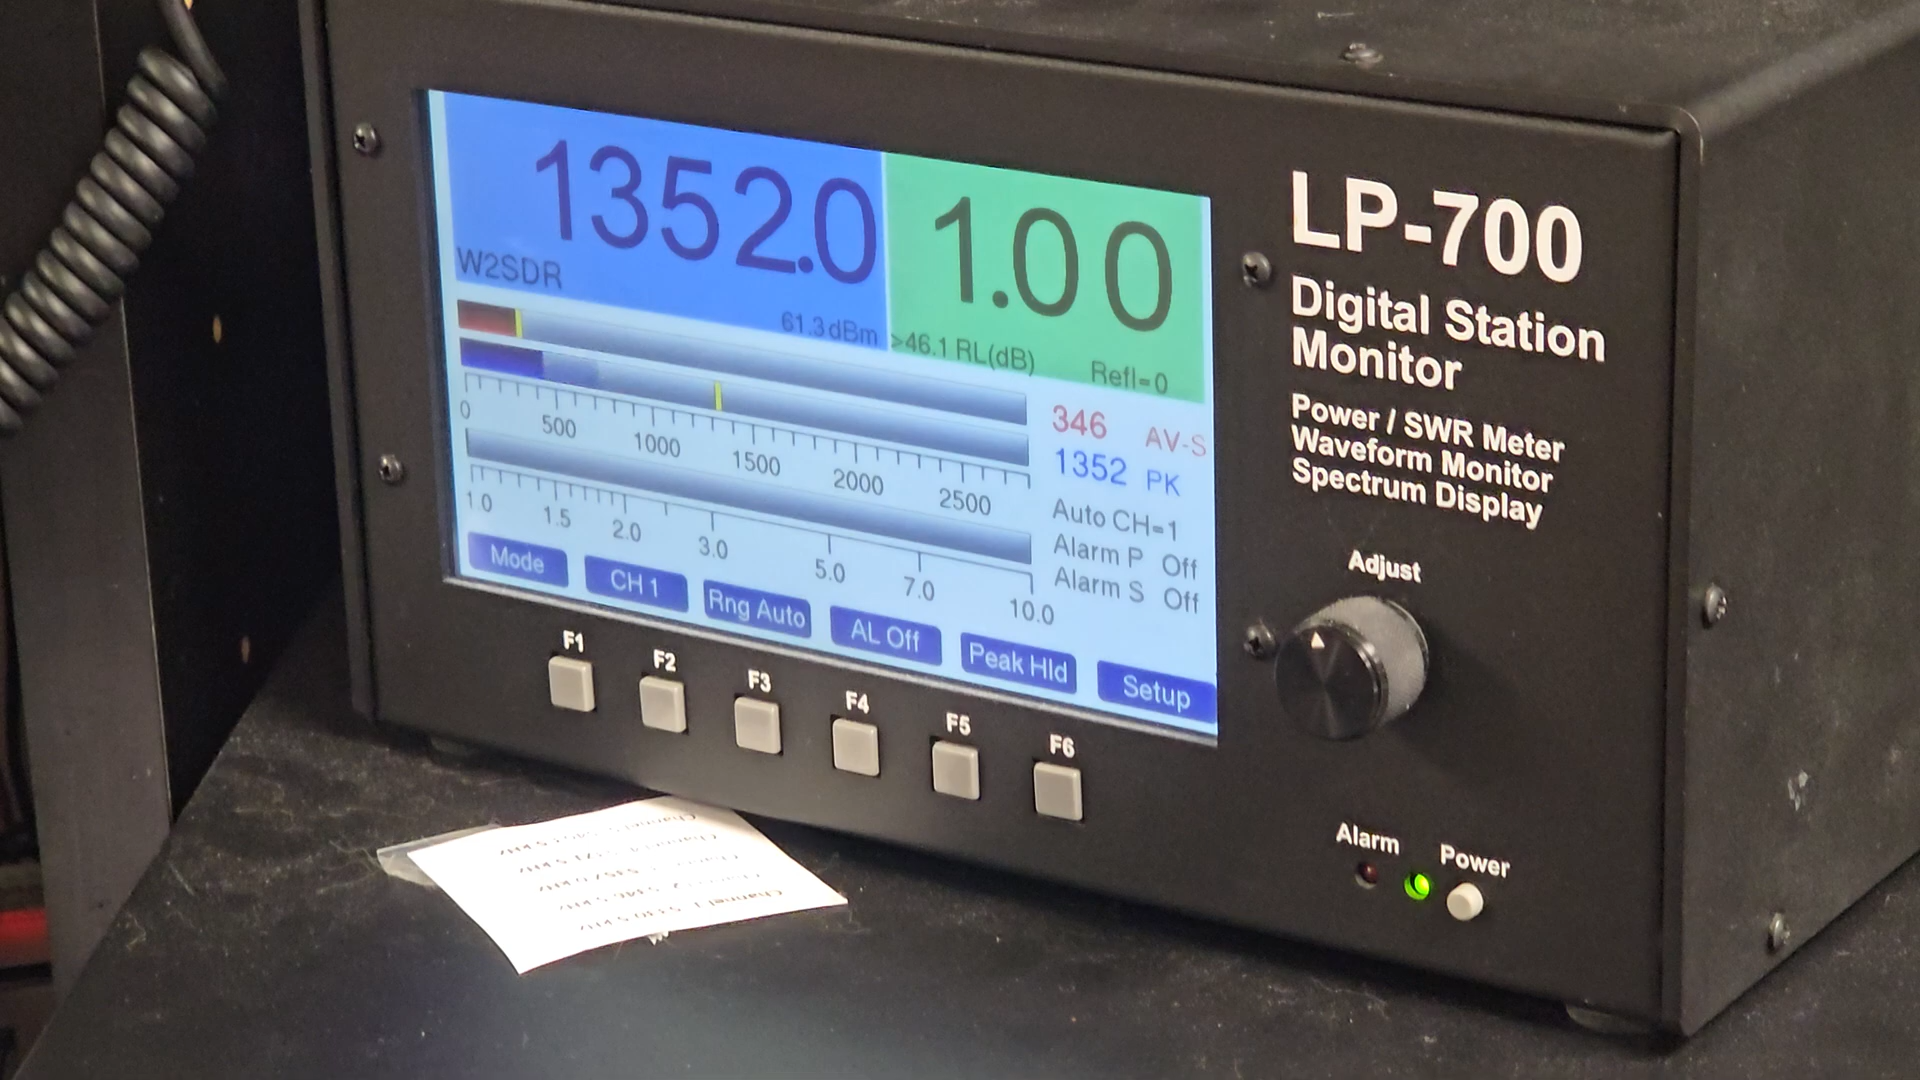 1352.0
1.00
W2SDR
61.3dBm
>46.1 RL(dB)
Refl=0
346 AV-S
1352 PK
0 500 1000 1500 2000 2500
Auto CH=1
Alarm P Off
Alarm S Off
1.0 1.5 2.0 3.0 5.0 7.0 10.0
Mode
CH 1
Rng Auto
AL Off
Peak Hld
Setup
F1
F2
F3
F4
F5
F6
LP-700
Digital Station
Monitor
Power / SWR Meter
Waveform Monitor
Spectrum Display
Adjust
Alarm
Power
Channel 1